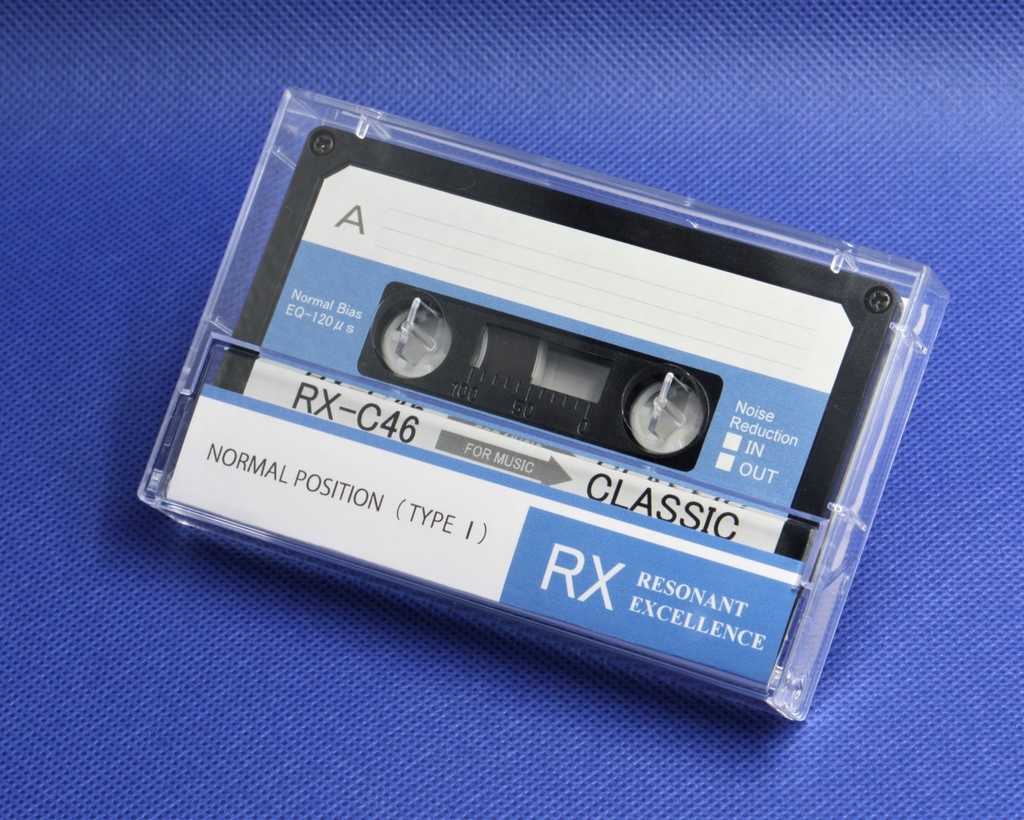 A
Normal Bias
EQ-120μs
100 50 0
Noise
Reduction
IN
OUT
RX-C46
FOR MUSIC
CLASSIC
NORMAL POSITION (TYPE I)
RX
RESONANT
EXCELLENCE